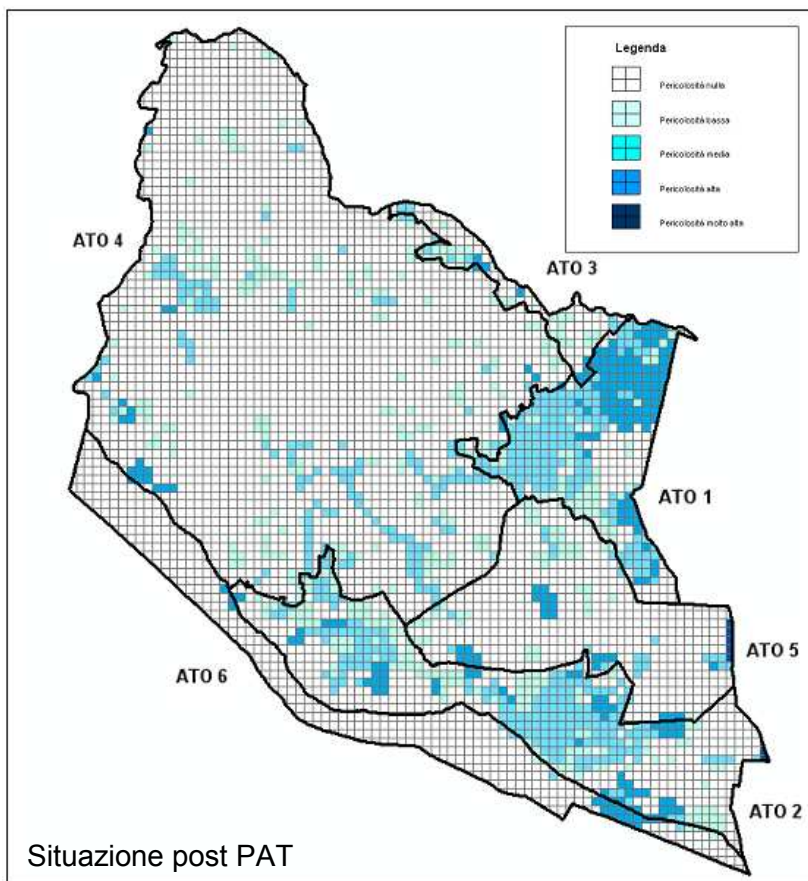 Legenda
Pericolosità nulla
Pericolosità bassa
Pericolosità media
Pericolosità alta
Pericolosità molto alta
ATO 4
ATO 3
ATO 1
ATO 5
ATO 6
ATO 2
Situazione post PAT